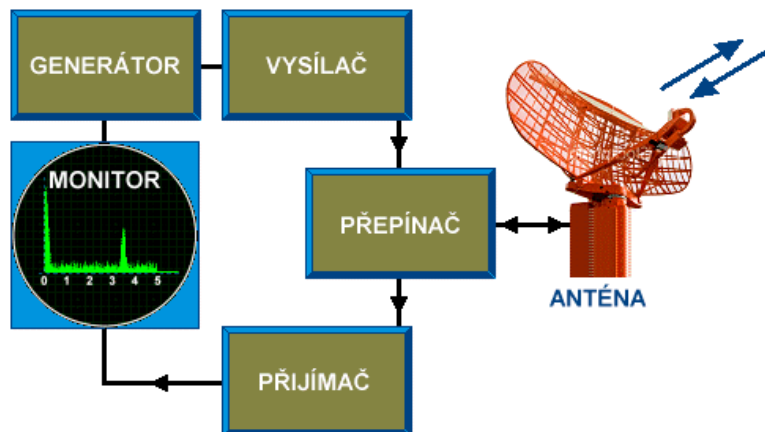 GENERÁTOR
VYSÍLAČ
MONITOR
0 1 2 3 4 5
PŘEPÍNAČ
ANTÉNA
PŘIJÍMAČ